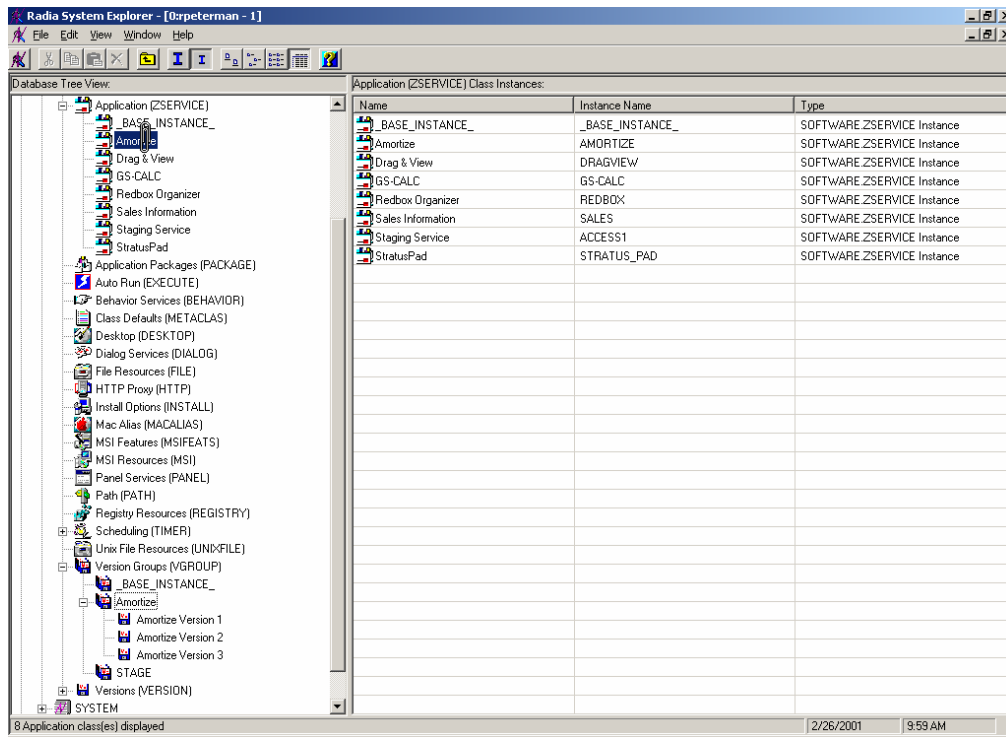 Radia System Explorer - [0:rpeterman - 1]
File Edit View Window Help
Database Tree View:
Application (ZSERVICE)
_BASE_INSTANCE_
Amortize
Drag & View
GS-CALC
Redbox Organizer
Sales Information
Staging Service
StratusPad
Application Packages (PACKAGE)
Auto Run (EXECUTE)
Behavior Services (BEHAVIOR)
Class Defaults (METACLAS)
Desktop (DESKTOP)
Dialog Services (DIALOG)
File Resources (FILE)
HTTP Proxy (HTTP)
Install Options (INSTALL)
Mac Alias (MACALIAS)
MSI Features (MSIFEATS)
MSI Resources (MSI)
Panel Services (PANEL)
Path (PATH)
Registry Resources (REGISTRY)
Scheduling (TIMER)
Unix File Resources (UNIXFILE)
Version Groups (VGROUP)
_BASE_INSTANCE_
Amortize
Amortize Version 1
Amortize Version 2
Amortize Version 3
STAGE
Versions (VERSION)
SYSTEM
Application (ZSERVICE) Class Instances:
Name Instance Name Type
_BASE_INSTANCE_ _BASE_INSTANCE_ SOFTWARE.ZSERVICE Instance
Amortize AMORTIZE SOFTWARE.ZSERVICE Instance
Drag & View DRAGVIEW SOFTWARE.ZSERVICE Instance
GS-CALC GS-CALC SOFTWARE.ZSERVICE Instance
Redbox Organizer REDBOX SOFTWARE.ZSERVICE Instance
Sales Information SALES SOFTWARE.ZSERVICE Instance
Staging Service ACCESS1 SOFTWARE.ZSERVICE Instance
StratusPad STRATUS_PAD SOFTWARE.ZSERVICE Instance
8 Application class(es) displayed 2/26/2001 9:59 AM